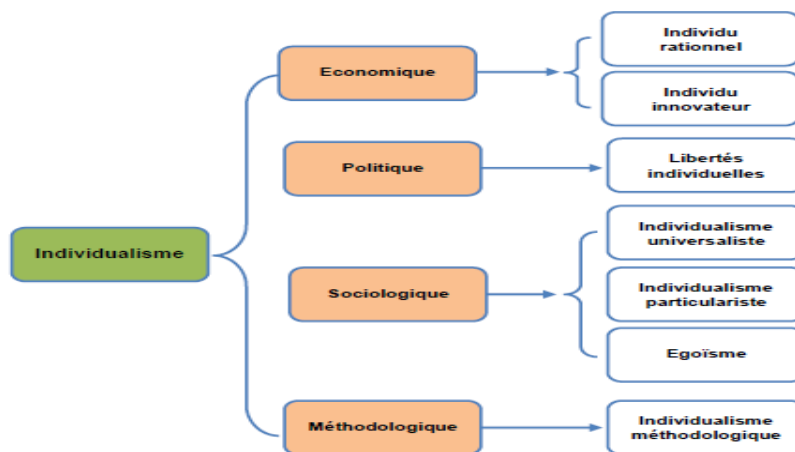 Individualisme
Economique
Individu
rationnel
Individu
innovateur
Politique
Libertés
individuelles
Sociologique
Individualisme
universaliste
Individualisme
particulariste
Egoïsme
Méthodologique
Individualisme
méthodologique